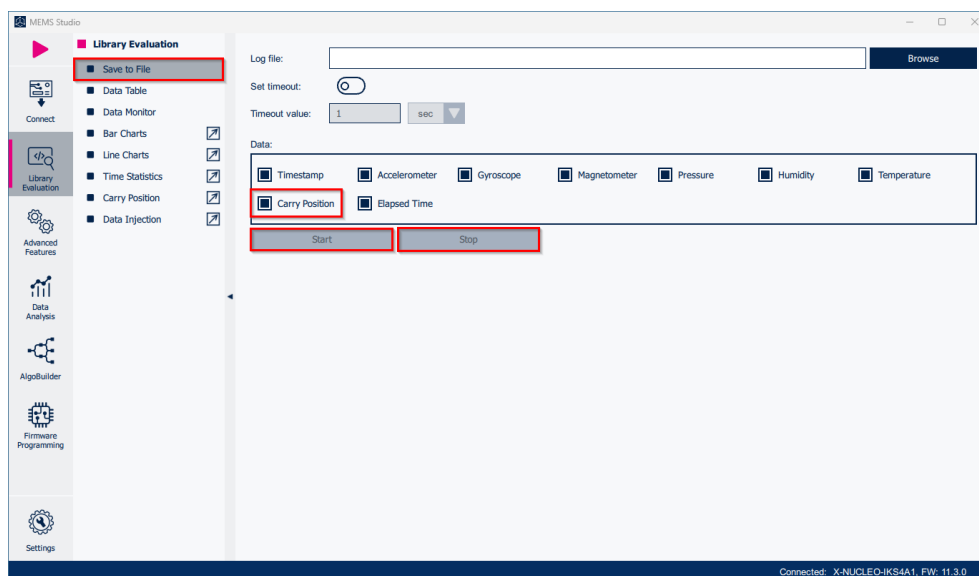 MEMS Studio
Connect
Library
Evaluation
Advanced
Features
Data
Analysis
AlgoBuilder
Firmware
Programming
Settings
Library Evaluation
Save to File
Data Table
Data Monitor
Bar Charts
Line Charts
Time Statistics
Carry Position
Data Injection
Log file:
Browse
Set timeout:
Timeout value: 1 sec
Data:
Timestamp Accelerometer Gyroscope Magnetometer Pressure Humidity Temperature
Carry Position Elapsed Time
Start Stop
Connected: X-NUCLEO-IKS4A1, FW: 11.3.0